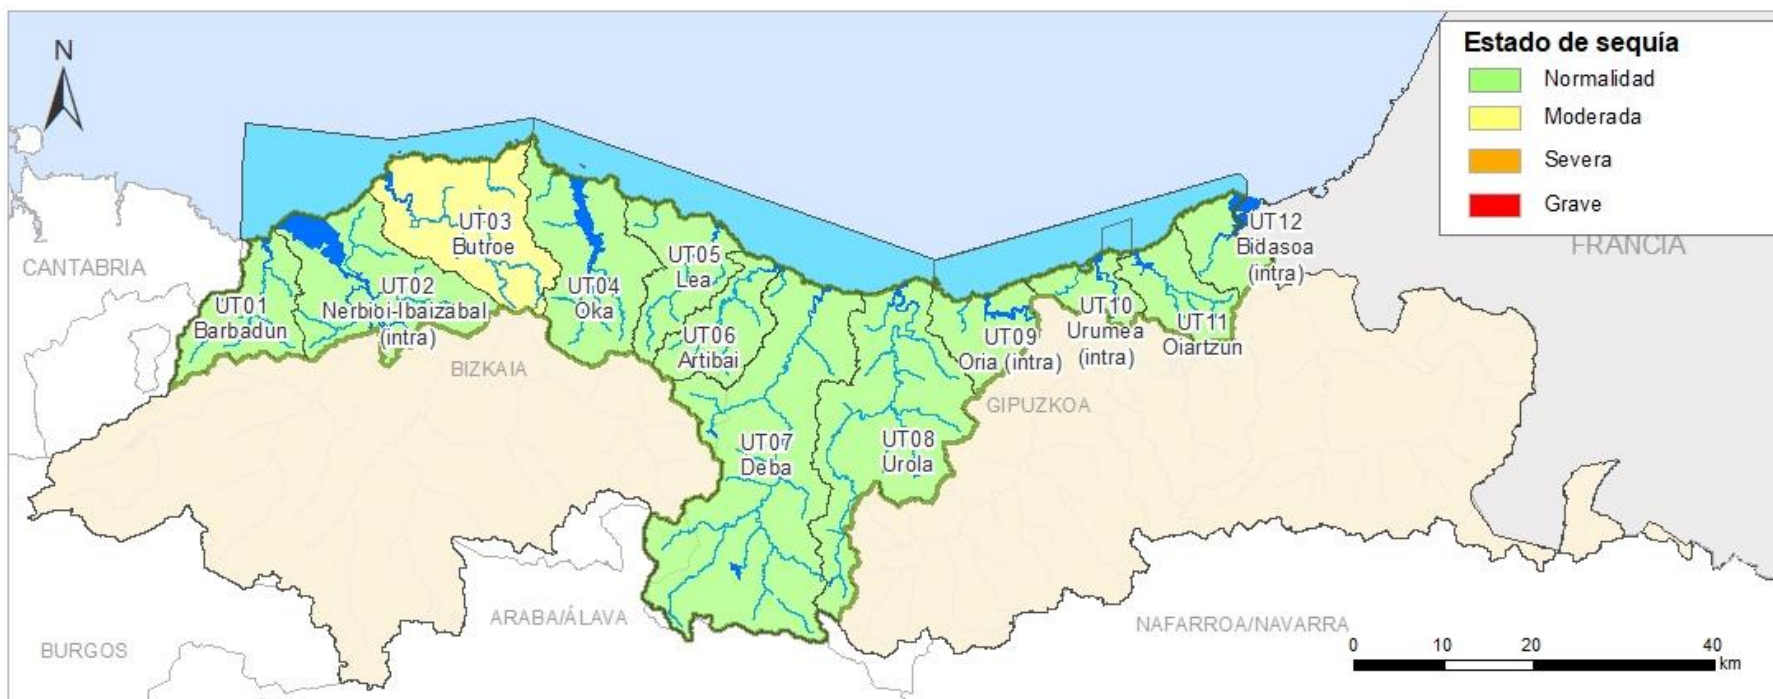 N
Estado de sequía
Normalidad
Moderada
Severa
Grave
UT12
Bidasoa
(intra)
FRANCIA
UT03
Butroe
CANTABRIA
UT05
Lea
UT04
Oka
UT02
Nerbioi-Ibaizabal
(intra)
UT01
Barbadun
UT06
Artibai
UT09
Oria (intra)
UT10
Urumea
(intra)
UT11
Oiartzun
BIZKAIA
GIPUZKOA
UT07
Deba
UT08
Urola
ARABA/ÁLAVA
NAFARROA/NAVARRA
BURGOS
0 10 20 40
km